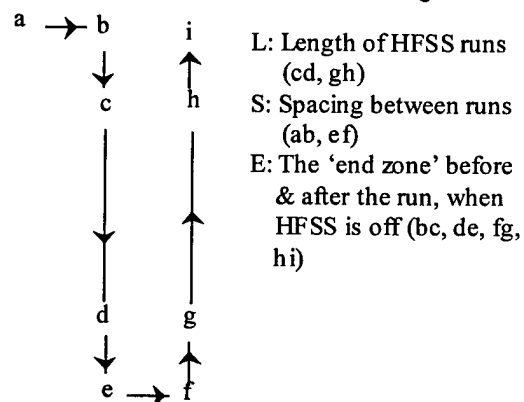 a b i
c h
d g
e f
L: Length of HFSS runs
(cd, gh)
S: Spacing between runs
(ab, ef)
E: The ‘end zone’ before
& after the run, when
HFSS is off (bc, de, fg,
hi)